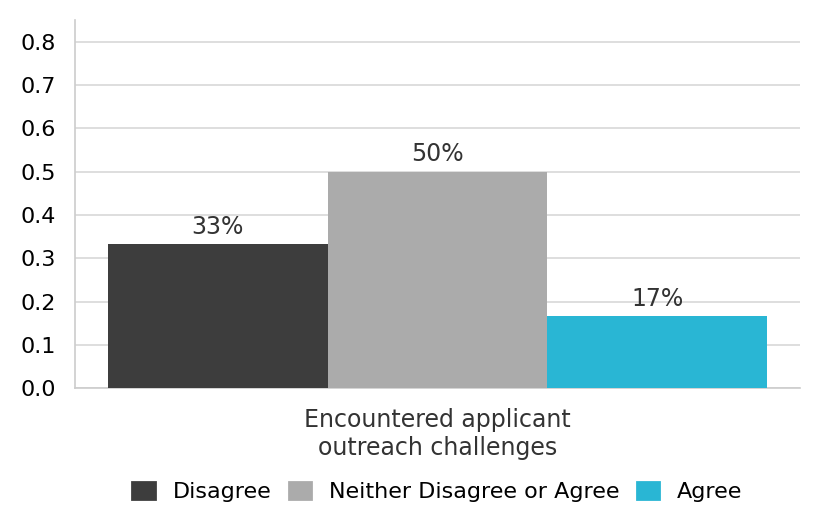 0.8
0.7
0.6
0.5
0.4
0.3
0.2
0.1
0.0
33%
50%
17%
Encountered applicant
outreach challenges
Disagree
Neither Disagree or Agree
Agree